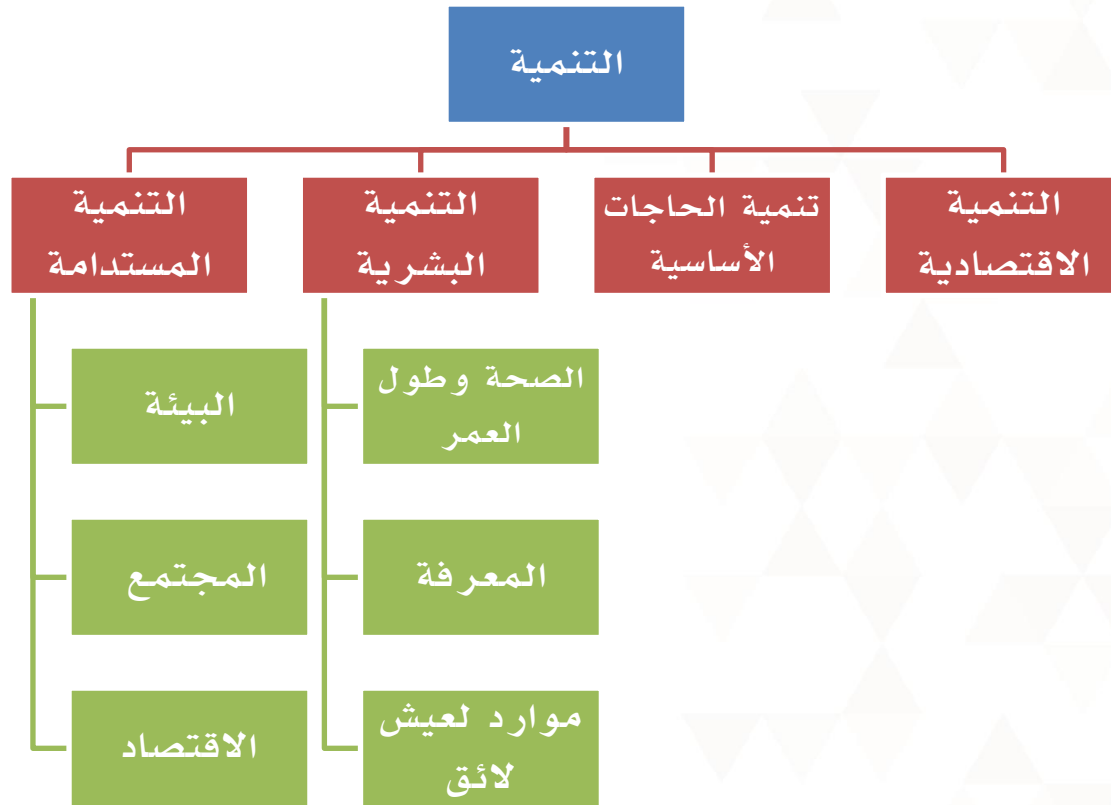 التنمية
التنمية
الاقتصادية
تنمية الحاجات
الأساسية
التنمية
البشرية
الصحة وطول
العمر
المعرفة
موارد لعيش
لائق
التنمية
المستدامة
البيئة
المجتمع
الاقتصاد